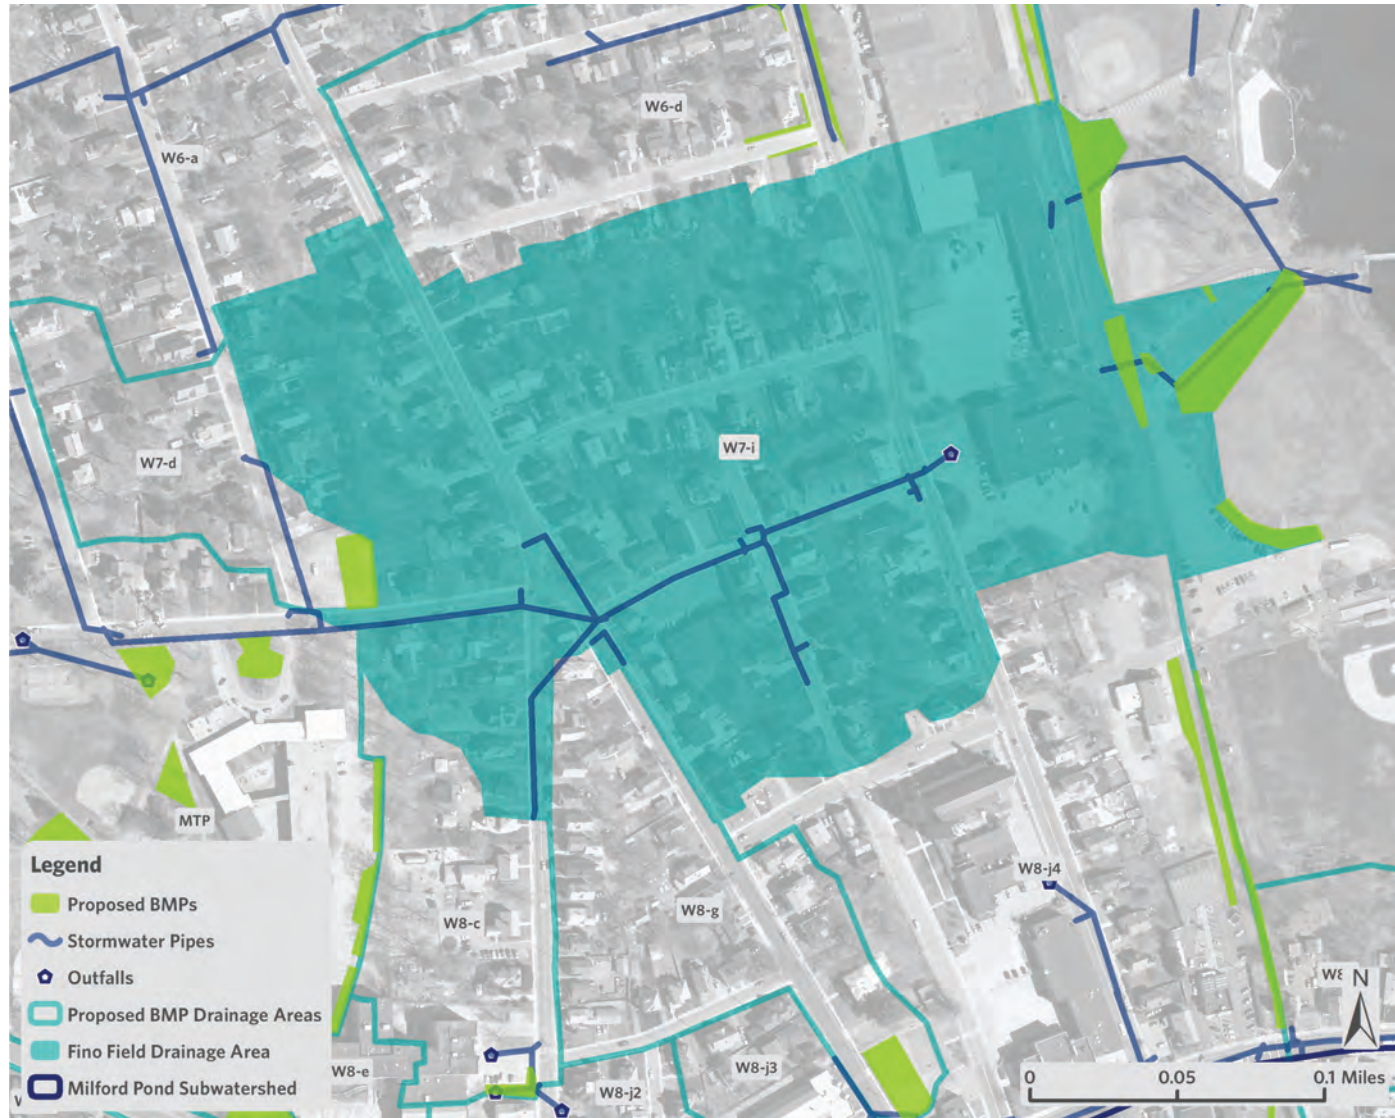 W6-d
W6-a
W7-i
W7-d
MTP
Legend
Proposed BMPs
Stormwater Pipes
Outfalls
Proposed BMP Drainage Areas
Fino Field Drainage Area
Milford Pond Subwatershed
W8-j4
W8-g
W8-c
W8
N
W8-e
W8-j3
W8-j2
W
0 0.05 0.1 Miles